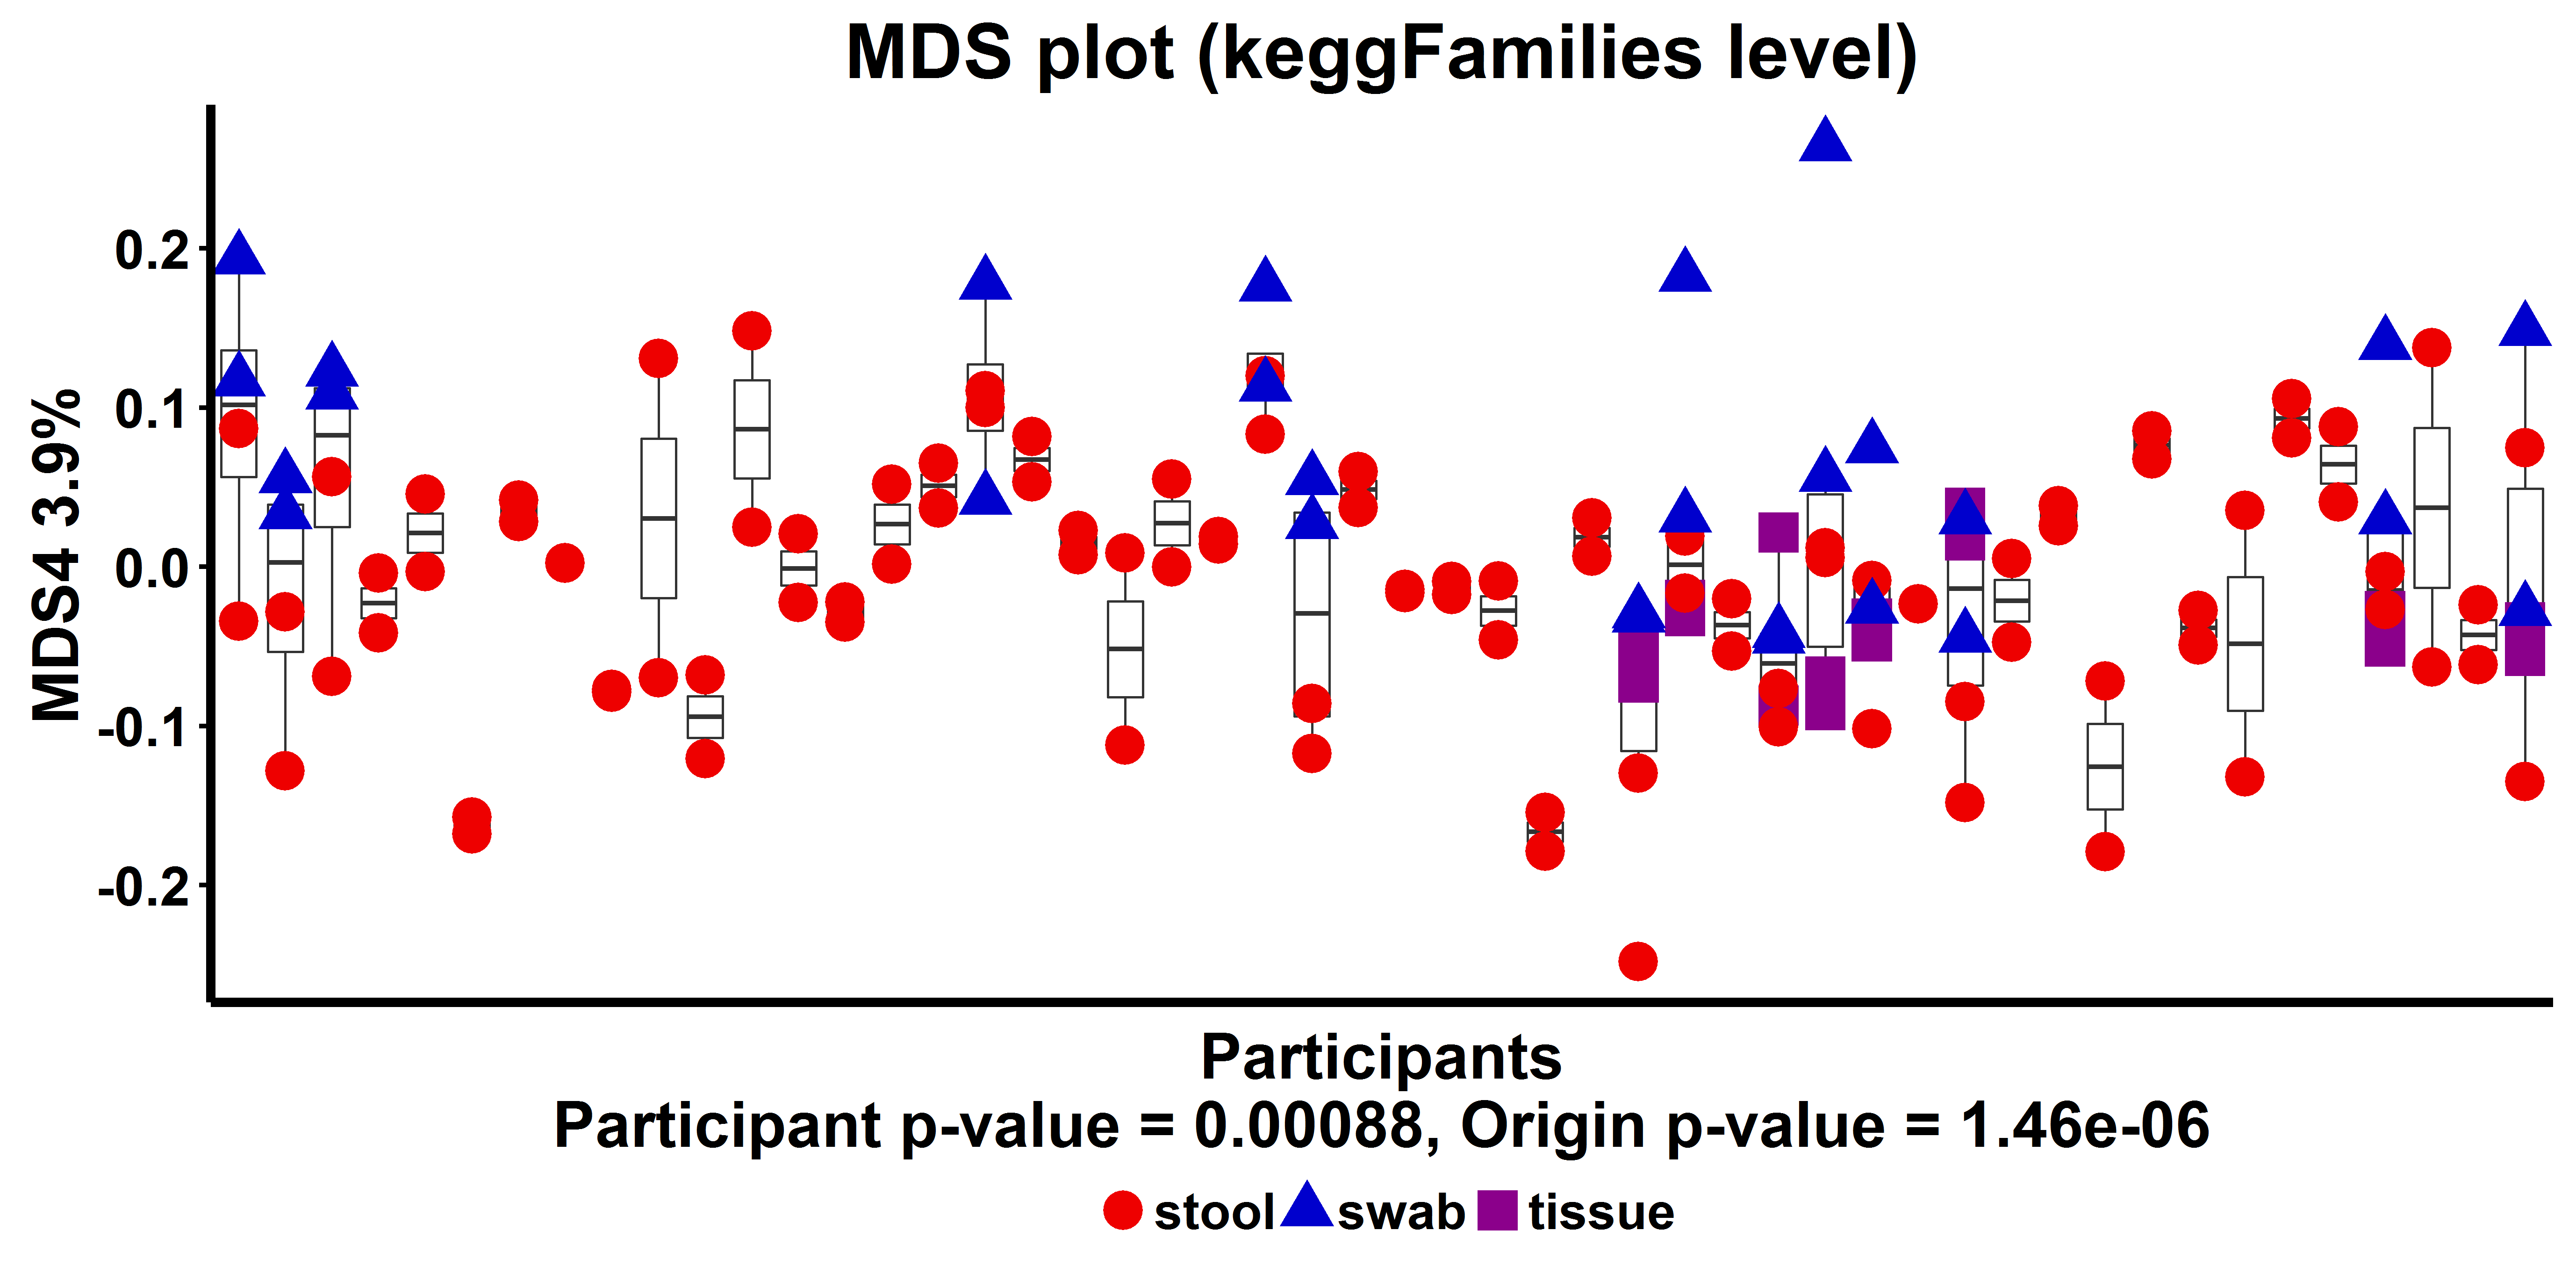 MDS plot (keggFamilies level)
MDS4 3.9%
0.2
0.1
0.0
-0.1
-0.2
Participants
Participant p-value = 0.00088, Origin p-value = 1.46e-06
stool swab tissue